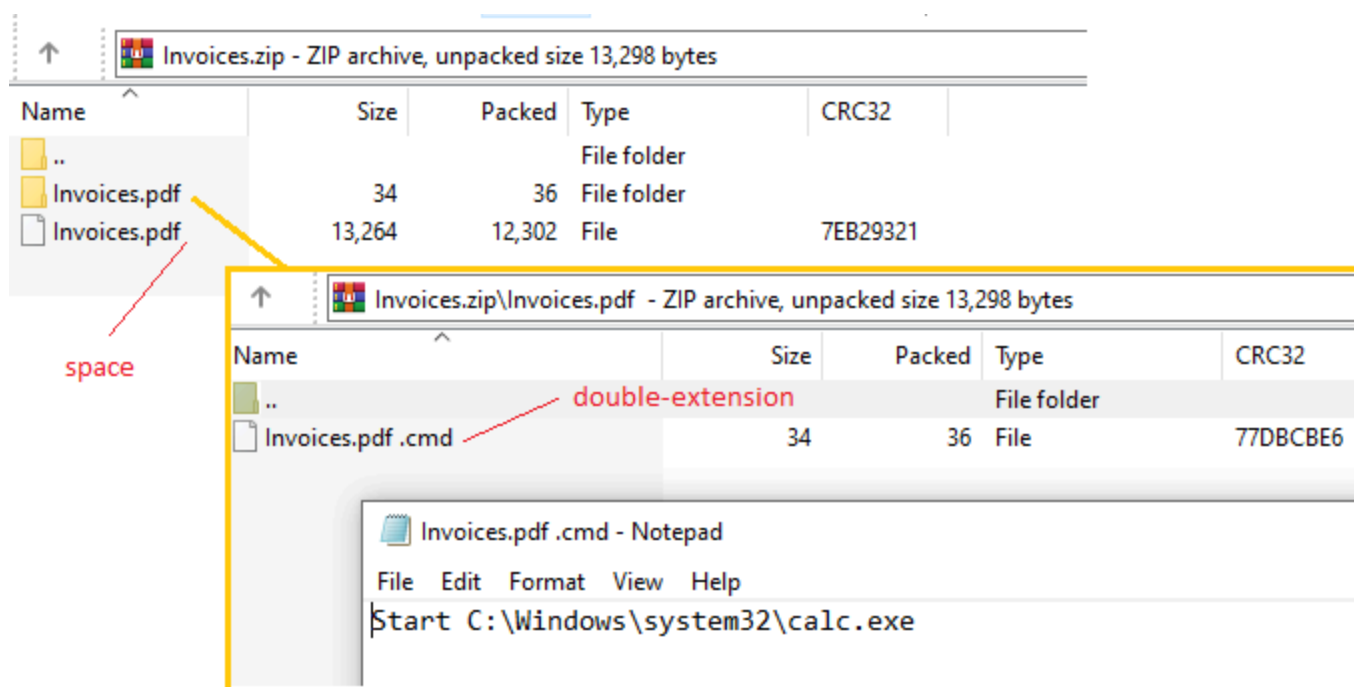 Invoices.zip - ZIP archive, unpacked size 13,298 bytes
Name Size Packed Type CRC32
.. File folder
Invoices.pdf 34 36 File folder
Invoices.pdf 13,264 12,302 File 7EB29321
space
Invoices.zip\Invoices.pdf - ZIP archive, unpacked size 13,298 bytes
Name Size Packed Type CRC32
.. File folder
double-extension
Invoices.pdf .cmd 34 36 File 77DBCBE6
Invoices.pdf .cmd - Notepad
File Edit Format View Help
Start C:\Windows\system32\calc.exe